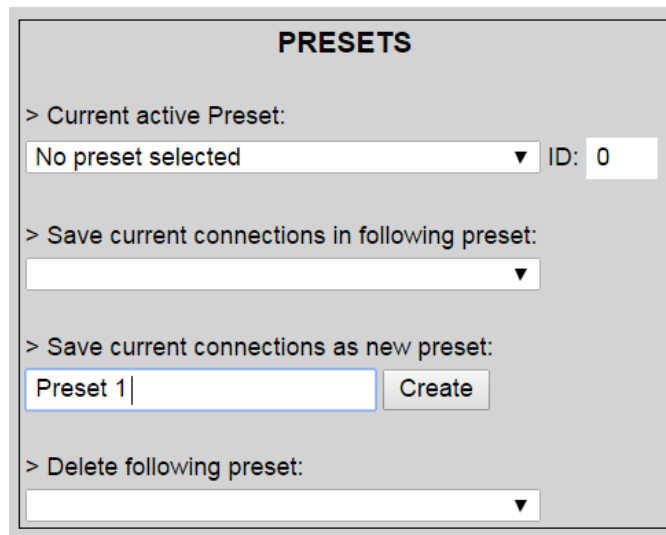 PRESETS
> Current active Preset:
No preset selected ▼ ID: 0
> Save current connections in following preset:
▼
> Save current connections as new preset:
Preset 1 Create
> Delete following preset:
▼